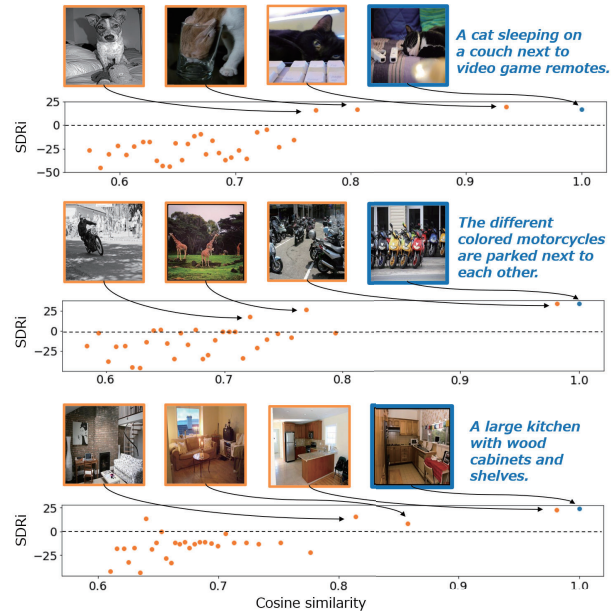 A cat sleeping on
a couch next to
video game remotes.
25
0
−25
−50
SDRi
0.6
0.7
0.8
0.9
1.0
The different
colored motorcycles
are parked next to
each other.
25
0
−25
SDRi
0.6
0.7
0.8
0.9
1.0
A large kitchen
with wood
cabinets and
shelves.
25
0
−25
SDRi
0.6
0.7
0.8
0.9
1.0
Cosine similarity